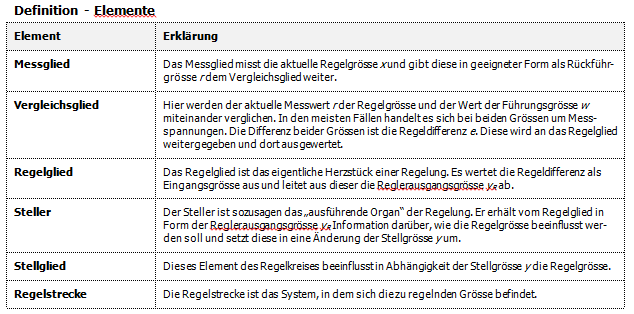 Definition - Elemente
Element Erklärung
Messglied Das Messglied misst die aktuelle Regelgrösse x und gibt diese in geeigneter Form als Rückführ-
grösse r dem Vergleichsglied weiter.
Vergleichsglied Hier werden der aktuelle Messwert r der Regelgrösse und der Wert der Führungsgrösse w
miteinander verglichen. In den meisten Fällen handelt es sich bei beiden Grössen um Mess-
spannungen. Die Differenz beider Grössen ist die Regeldifferenz e. Diese wird an das Regelglied
weitergegeben und dort ausgewertet.
Regelglied Das Regelglied ist das eigentliche Herzstück einer Regelung. Es wertet die Regeldifferenz als
Eingangsgrösse aus und leitet aus dieser die Reglerausgangsgrösse yR ab.
Steller Der Steller ist sozusagen das „ausführende Organ“ der Regelung. Er erhält vom Regelglied in
Form der Reglerausgangsgrösse yR Information darüber, wie die Regelgrösse beeinflusst wer-
den soll und setzt diese in eine Änderung der Stellgrösse y um.
Stellglied Dieses Element des Regelkreises beeinflusst in Abhängigkeit der Stellgrösse y die Regelgrösse.
Regelstrecke Die Regelstrecke ist das System, in dem sich die zu regelnden Grösse befindet.